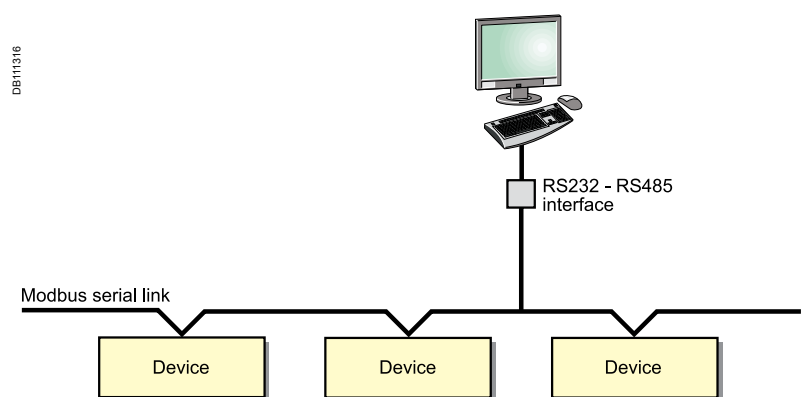 DB111316
RS232 - RS485
interface
Modbus serial link
Device
Device
Device